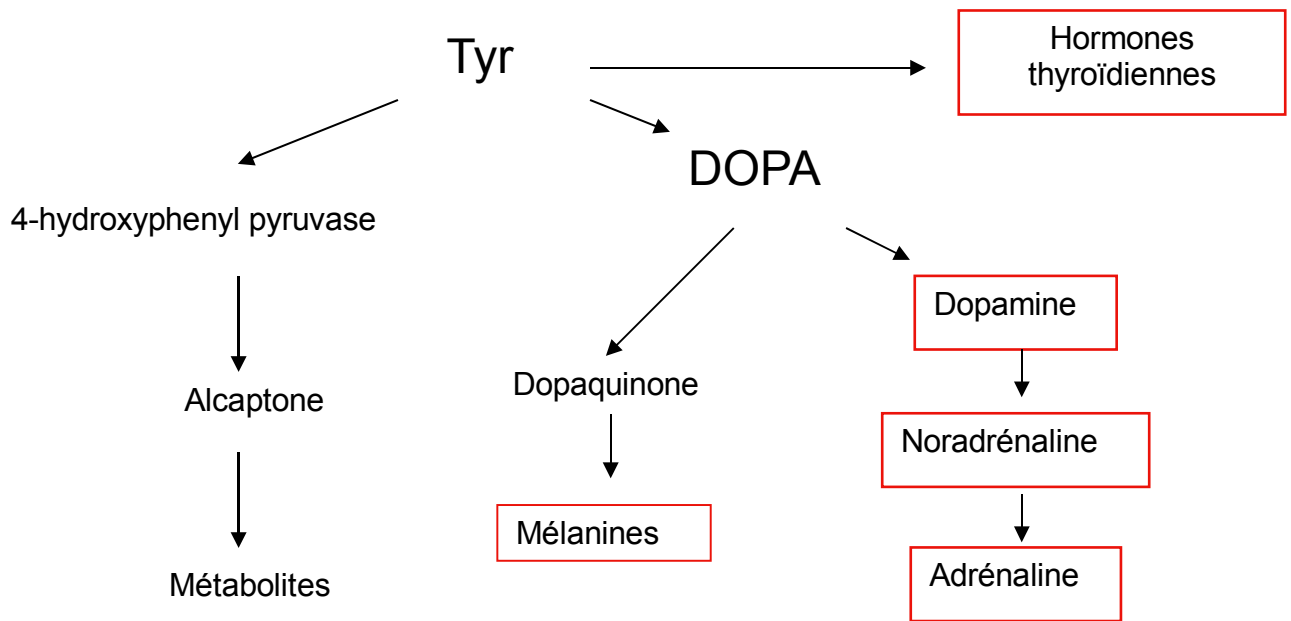 Tyr
Hormones
thyroïdiennes
DOPA
4-hydroxyphenyl pyruvase
Dopamine
Dopaquinone
Alcaptone
Noradrénaline
Mélanines
Adrénaline
Métabolites